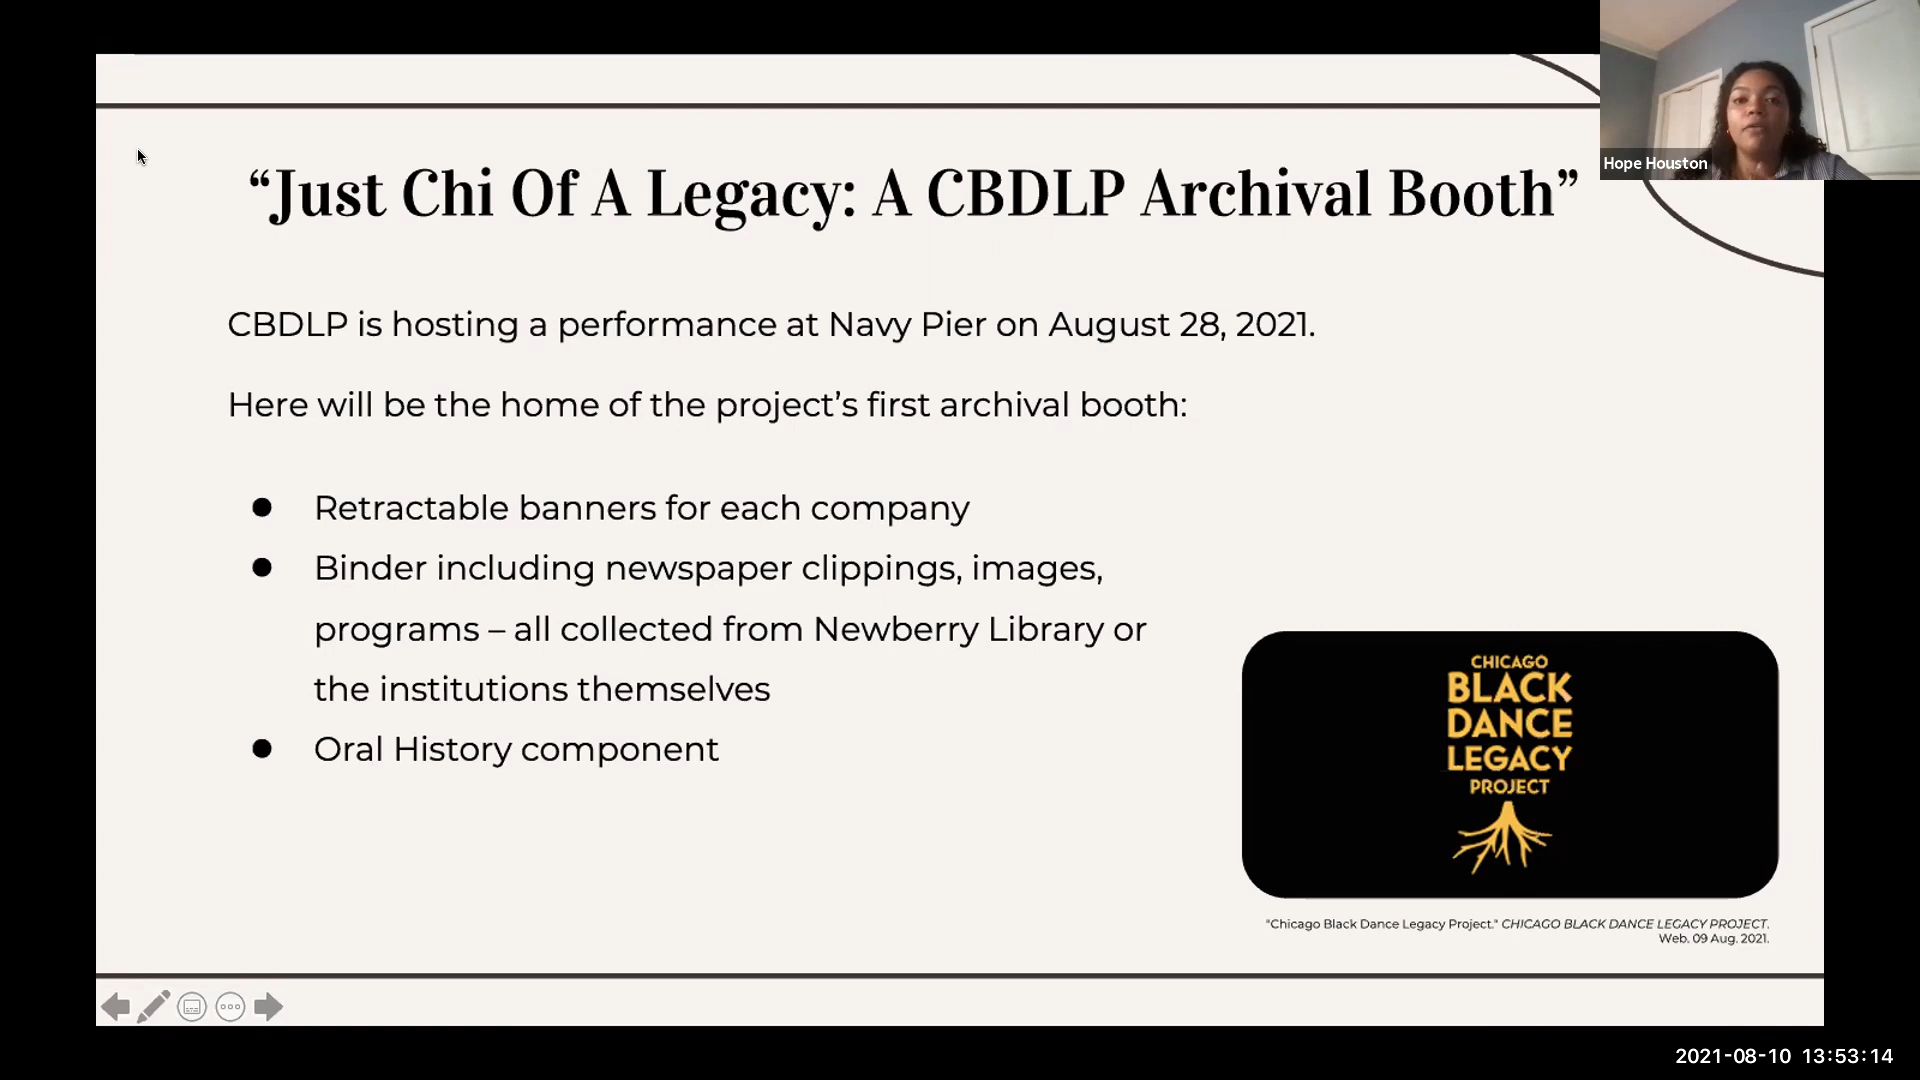 Hope Houston
“Just Chi Of A Legacy: A CBDLP Archival Booth”
CBDLP is hosting a performance at Navy Pier on August 28, 2021.
Here will be the home of the project’s first archival booth:
● Retractable banners for each company
● Binder including newspaper clippings, images,
programs – all collected from Newberry Library or
the institutions themselves
● Oral History component
CHICAGO
BLACK
DANCE
LEGACY
PROJECT
"Chicago Black Dance Legacy Project." CHICAGO BLACK DANCE LEGACY PROJECT.
Web. 09 Aug. 2021.
2021-08-10 13:53:14